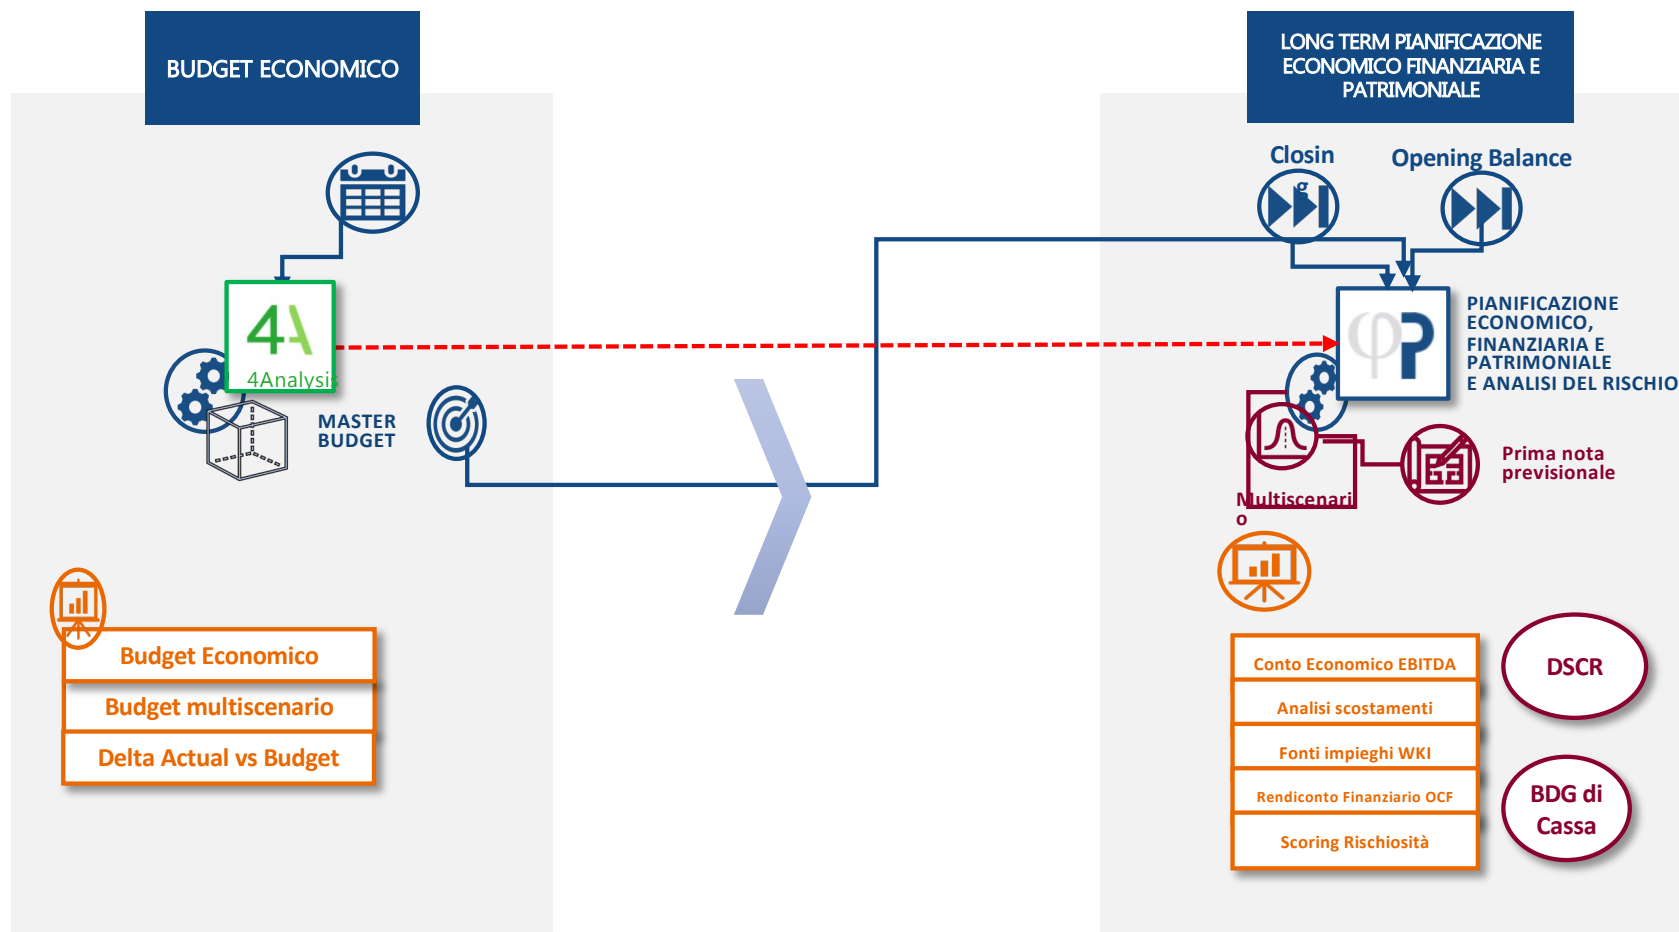 BUDGET ECONOMICO
4A
4Analysis
MASTER
BUDGET
Budget Economico
Budget multiscenario
Delta Actual vs Budget
LONG TERM PIANIFICAZIONE
ECONOMICO FINANZIARIA E
PATRIMONIALE
Closin
g
Opening Balance
φP
PIANIFICAZIONE
ECONOMICO,
FINANZIARIA E
PATRIMONIALE
E ANALISI DEL RISCHIO
Multiscenari
o
Prima nota
previsionale
Conto Economico EBITDA
Analisi scostamenti
Fonti impieghi WKI
Rendiconto Finanziario OCF
Scoring Rischiosità
DSCR
BDG di
Cassa